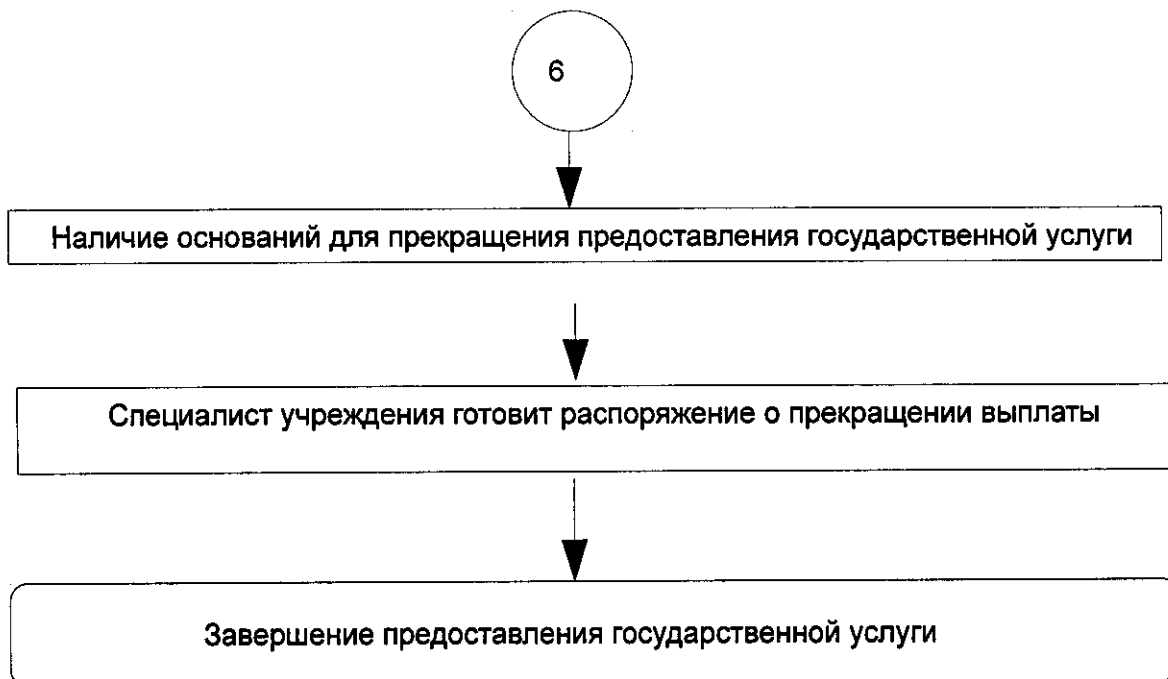 6
Наличие оснований для прекращения предоставления государственной услуги
Специалист учреждения готовит распоряжение о прекращении выплаты
Завершение предоставления государственной услуги